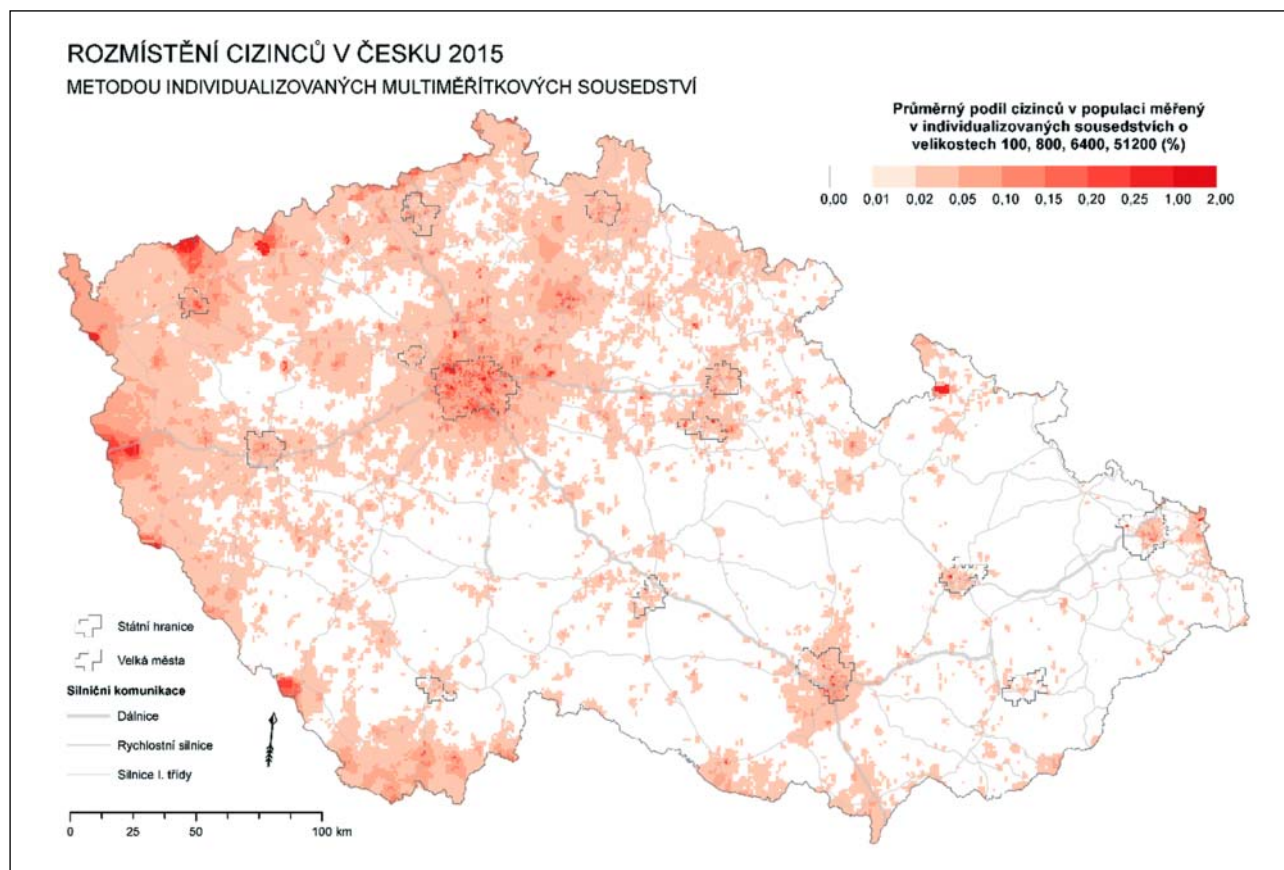 ROZMÍSTĚNÍ CIZINCŮ V ČESKU 2015
METODOU INDIVIDUALIZOVANÝCH MULTIMĚŘÍTKOVÝCH SOUSEDSTVÍ
Průměrný podíl cizinců v populaci měřený
v individualizovaných sousedstvích o
velikostech 100, 800, 6400, 51200 (%)
0,00 0,01 0,02 0,05 0,10 0,15 0,20 0,25 1,00 2,00
Státní hranice
Velká města
Silniční komunikace
Dálnice
Rychlostní silnice
Silnice I. třídy
0 25 50 100 km